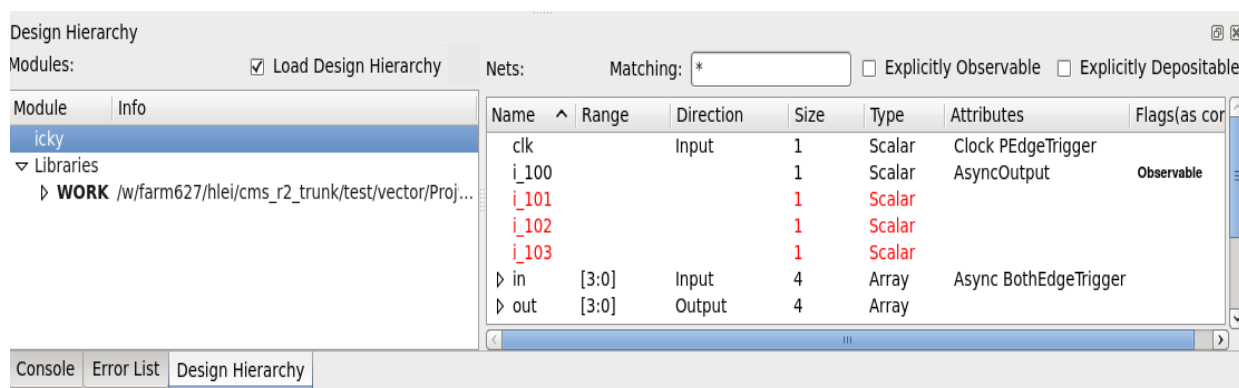 Design Hierarchy
Modules: Load Design Hierarchy Nets: Matching: * Explicitly Observable Explicitly Depositable
Module Info
icky
Libraries
WORK /w/farm627/hlei/cms_r2_trunk/test/vector/Proj...
Name Range Direction Size Type Attributes Flags(as cor
clk Input 1 Scalar Clock PEdgeTrigger
i_100 1 Scalar AsyncOutput Observable
i_101 1 Scalar
i_102 1 Scalar
i_103 1 Scalar
in [3:0] Input 4 Array Async BothEdgeTrigger
out [3:0] Output 4 Array
Console Error List Design Hierarchy